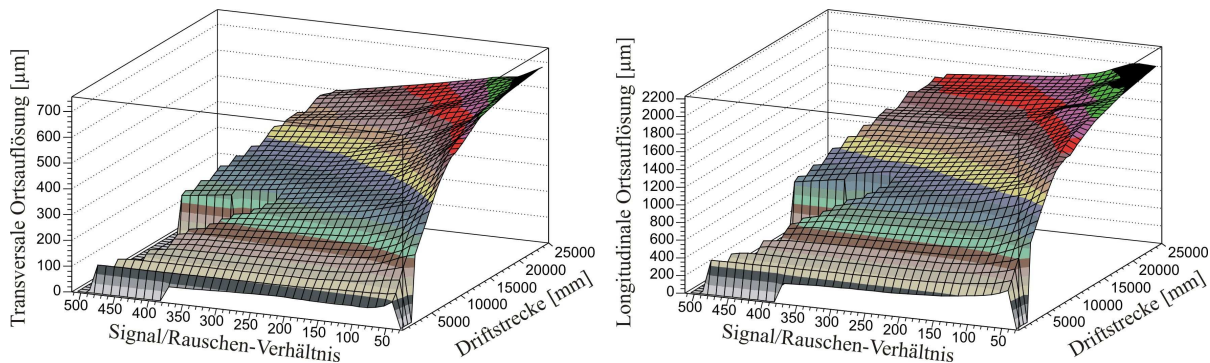 Transversale Ortsauflösung [µm]
700
600
500
400
300
200
100
0
500 450 400 350 300 250 200 150 100 50
Signal/Rauschen-Verhältnis
5000 10000 15000 20000 25000
Driftstrecke [mm]
Longitudinale Ortsauflösung [µm]
2200
2000
1800
1600
1400
1200
1000
800
600
400
200
0
500 450 400 350 300 250 200 150 100 50
Signal/Rauschen-Verhältnis
5000 10000 15000 20000 25000
Driftstrecke [mm]